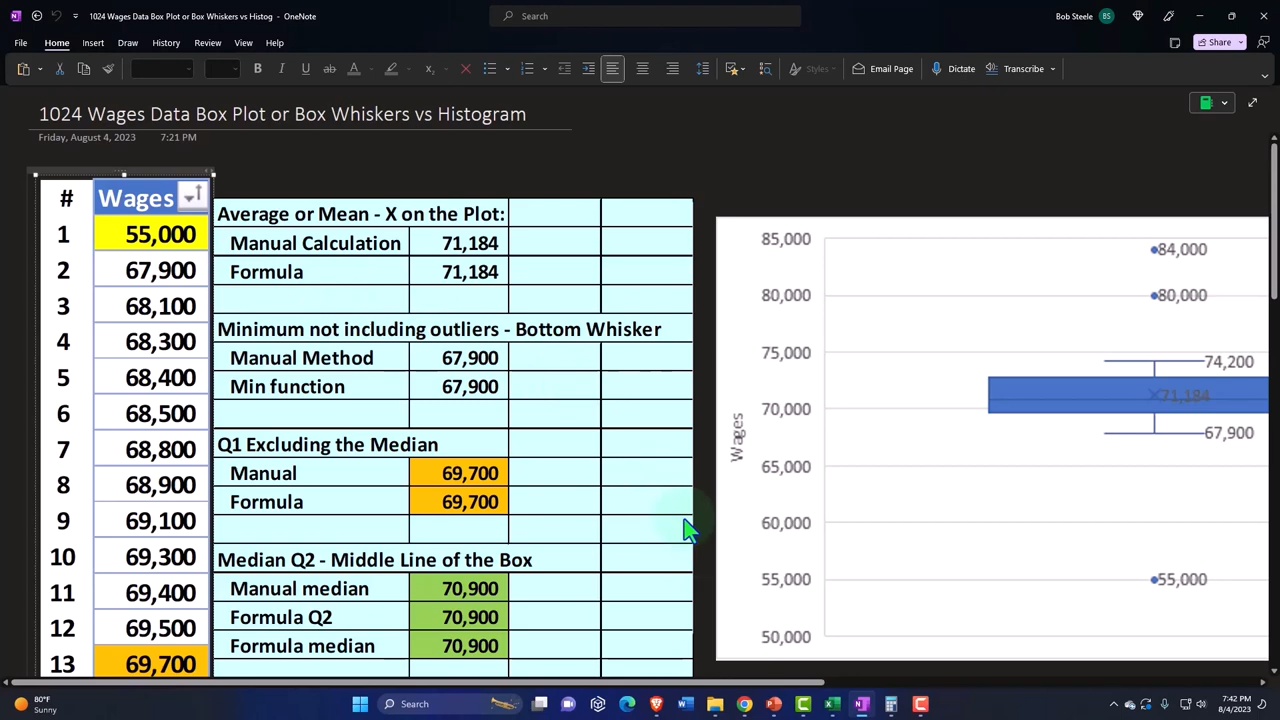 1024 Wages Data Box Plot or Box Whiskers vs Histog - OneNote
Search
Bob Steele
BS
File Home Insert Draw History Review View Help
Share
B I U ab A
Styles
Email Page
Dictate
Transcribe
1024 Wages Data Box Plot or Box Whiskers vs Histogram
Friday, August 4, 2023 7:21 PM
# Wages
1 55,000
2 67,900
3 68,100
4 68,300
5 68,400
6 68,500
7 68,800
8 68,900
9 69,100
10 69,300
11 69,400
12 69,500
13 69,700
Average or Mean - X on the Plot:
Manual Calculation 71,184
Formula 71,184
Minimum not including outliers - Bottom Whisker
Manual Method 67,900
Min function 67,900
Q1 Excluding the Median
Manual 69,700
Formula 69,700
Median Q2 - Middle Line of the Box
Manual median 70,900
Formula Q2 70,900
Formula median 70,900
Wages
85,000
80,000
75,000
70,000
65,000
60,000
55,000
50,000
84,000
80,000
74,200
71,184
67,900
55,000
80°F
Sunny
Search
7:42 PM
8/4/2023